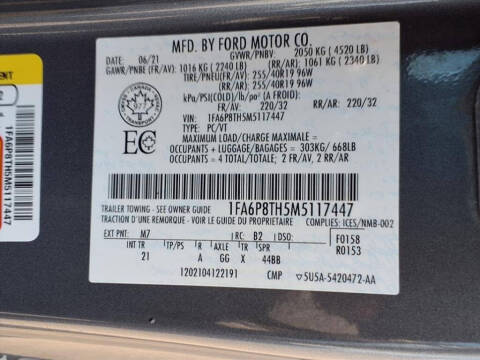 MFD. BY FORD MOTOR CO.
DATE: 06/21 GVWR/PNBV: 2050 KG ( 4520 LB)
GAWR/PNBE (FR/AV): 1016 KG ( 2240 LB) (RR/AR): 1061 KG ( 2340 LB)
TIRE/PNEU(FR/AV): 255/40R19 96W
(RR/AR): 255/40R19 96W
kPa/PSI(COLD)/lb/po² (A FROID):
FR/AV: 220/32 RR/AR: 220/32
VIN: 1FA6P8TH5M5117447
TYPE: PC/VT
MAXIMUM LOAD/CHARGE MAXIMALE =
OCCUPANTS + LUGGAGE/BAGAGES = 303KG/ 668LB
OCCUPANTS = 4 TOTAL/TOTALE; 2 FR/AV, 2 RR/AR
CANADA
TRANSPORT
EC
1FA6P8TH5M5117447
TRAILER TOWING - SEE OWNER GUIDE
TRACTION D'UNE REMORQUE - VOIR LE GUIDE DU PROPRIETAIRE
COMPLIES: ICES/NMB-002
EXT PNT: M7 RC: B2 DSO: F0158
INT TR TP/PS R AXLE TR SPR R0153
21 A GG X 44BB
1202104122191 CMP 5U5A-5420472-AA
1FA6P8TH5M5117447